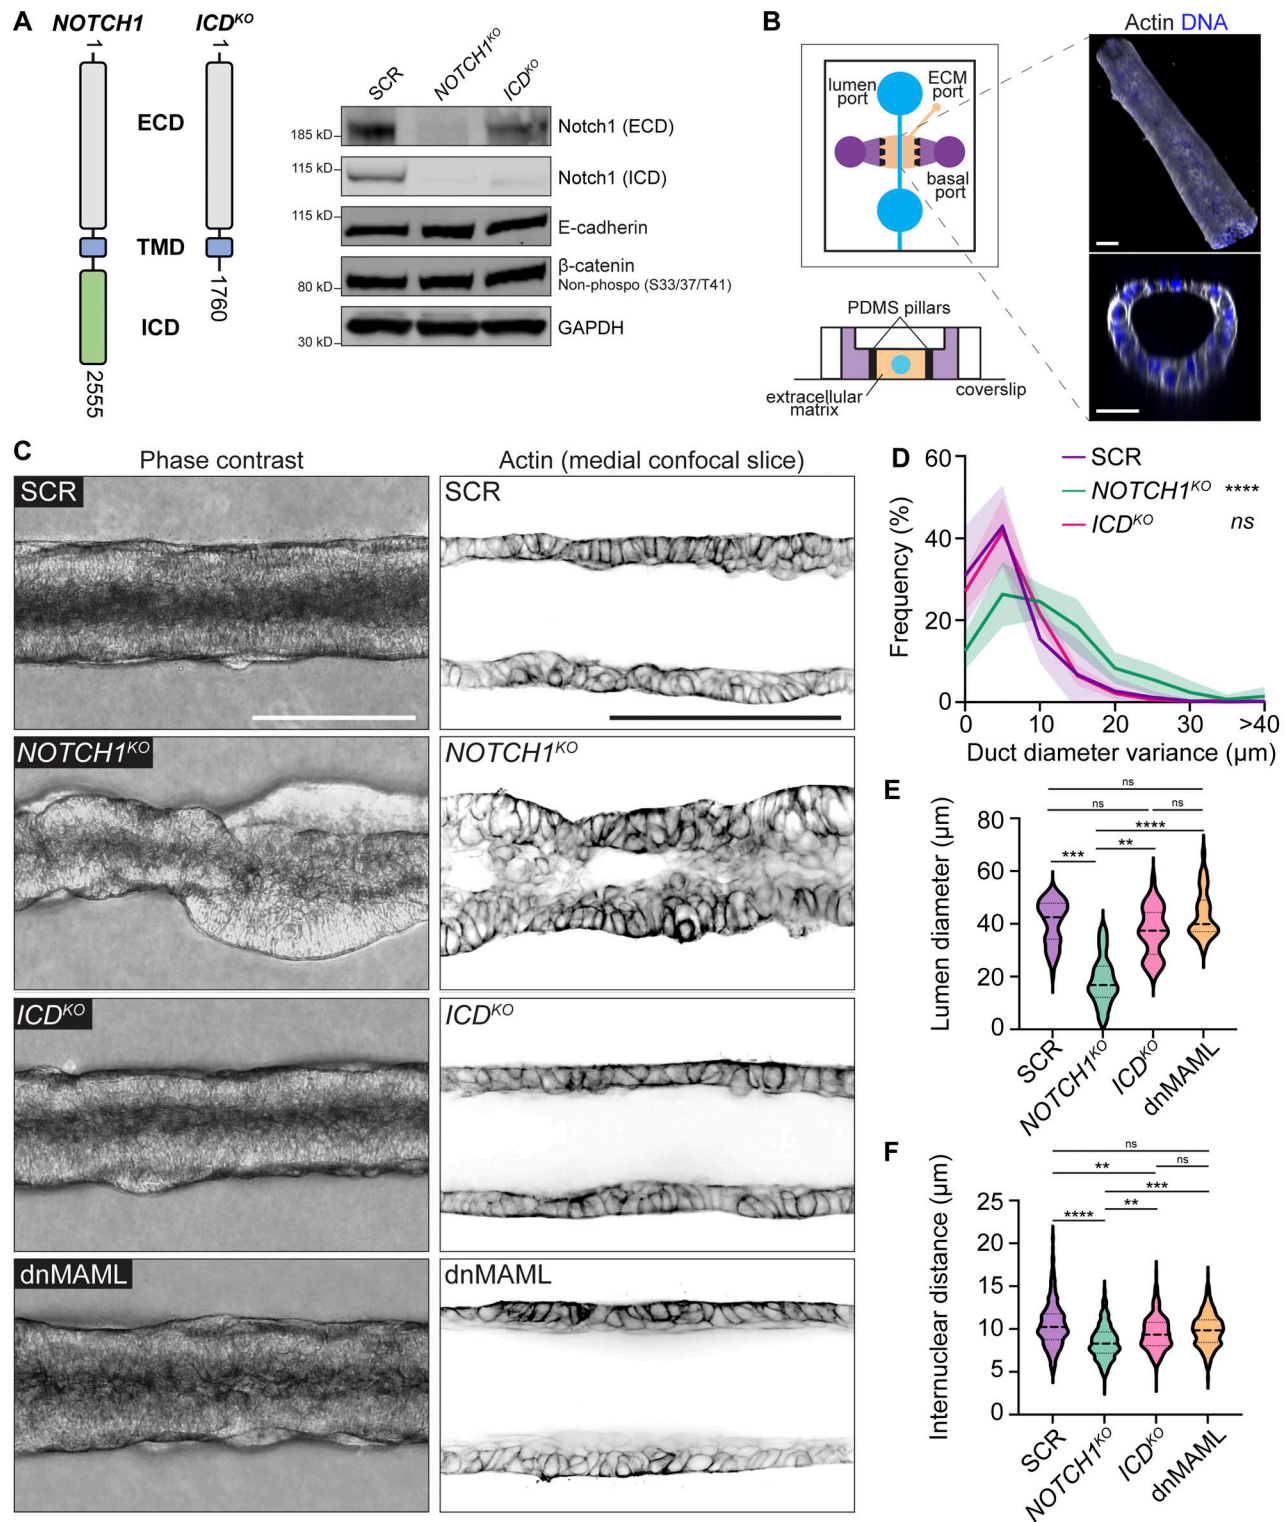 A
NOTCH1
ICD^KO
1
1
ECD
TMD
ICD
1760
2555
SCR
NOTCH1^KO
ICD^KO
185 kD
Notch1 (ECD)
115 kD
Notch1 (ICD)
115 kD
E-cadherin
80 kD
β-catenin
Non-phospo (S33/37/T41)
30 kD
GAPDH
B
lumen
port
ECM
port
basal
port
PDMS pillars
extracellular
matrix
coverslip
Actin DNA
C
Phase contrast
Actin (medial confocal slice)
SCR
SCR
NOTCH1^KO
NOTCH1^KO
ICD^KO
ICD^KO
dnMAML
dnMAML
D
Frequency (%)
60
40
20
0
0
10
20
30
>40
Duct diameter variance (μm)
SCR
NOTCH1^KO ****
ICD^KO ns
E
Lumen diameter (μm)
ns
ns
ns
****
***
**
80
60
40
20
0
SCR
NOTCH1^KO
ICD^KO
dnMAML
F
Internuclear distance (μm)
ns
ns
**
***
**
****
25
20
15
10
5
0
SCR
NOTCH1^KO
ICD^KO
dnMAML